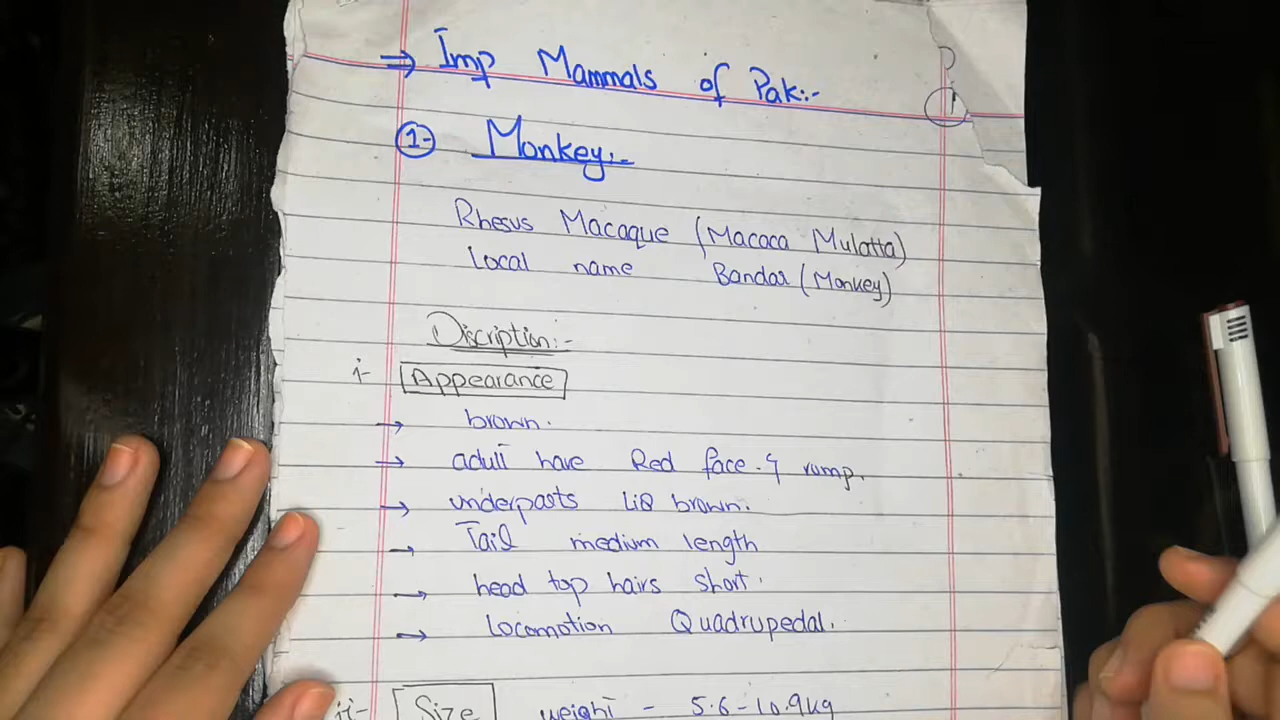 ⇒ Imp Mammals of Pak:-
1- Monkey:-
Rhesus Macaque (Macaca Mulatta)
Local name Bandar (Monkey)
Discription:-
i- Appearance
→ brown.
→ adult have Red face & rump.
→ underparts brown.
→ Tail medium length
→ head top hairs short.
→ Locomotion Quadrupedal.
ii- Size weight - 5.6-10.9kg